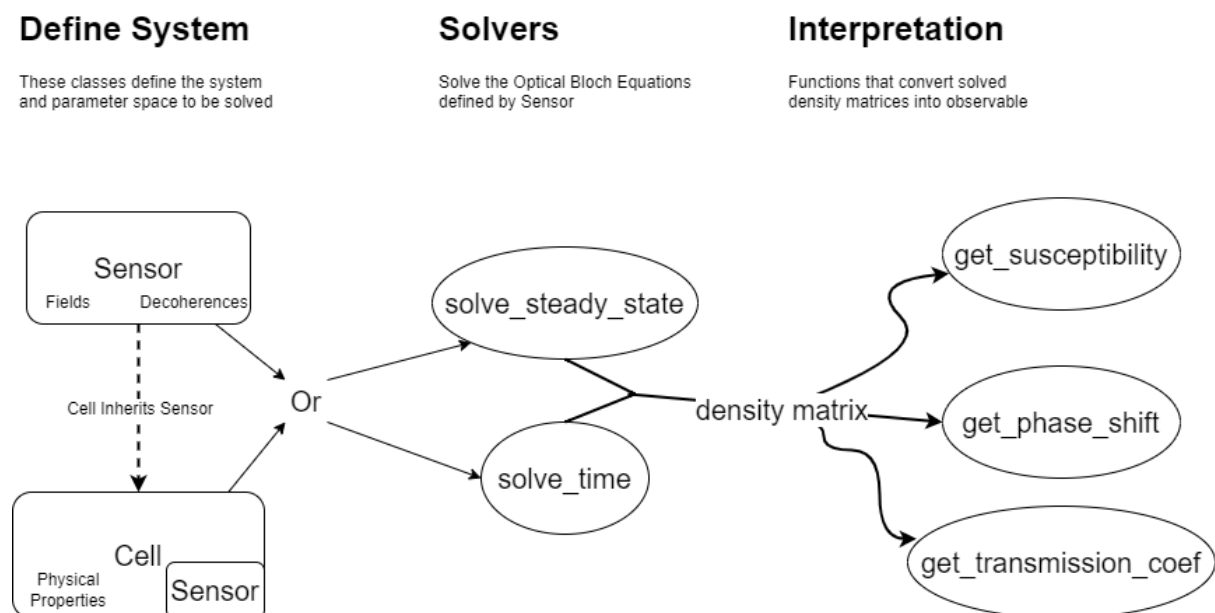 Define System
These classes define the system
and parameter space to be solved
Solvers
Solve the Optical Bloch Equations
defined by Sensor
Interpretation
Functions that convert solved
density matrices into observable
Sensor
Fields
Decoherences
Cell Inherits Sensor
Cell
Physical
Properties
Sensor
Or
solve_steady_state
solve_time
density matrix
get_susceptibility
get_phase_shift
get_transmission_coef